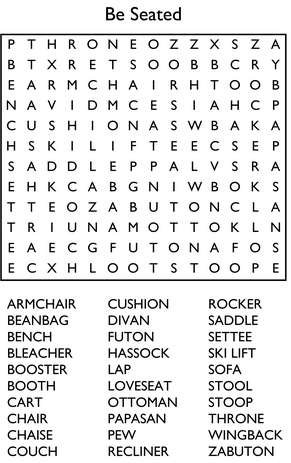 Be Seated
P T H R O N E O Z Z X S Z A
B T X R E T S O O B B C R Y
E A R M C H A I R H T O O B
N A V I D M C E S I A H C P
C U S H I O N A S W B A K A
H S K I L I F T E E C S E P
S A D D L E P P A L V S R A
E H K C A B G N I W B O K S
T T E O Z A B U T O N C L A
T R I U N A M O T T O K L N
E A E C G F U T O N A F O S
E C X H L O O T S T O O P E
ARMCHAIR CUSHION ROCKER
BEANBAG DIVAN SADDLE
BENCH FUTON SETTEE
BLEACHER HASSOCK SKI LIFT
BOOSTER LAP SOFA
BOOTH LOVESEAT STOOL
CART OTTOMAN STOOP
CHAIR PAPASAN THRONE
CHAISE PEW WINGBACK
COUCH RECLINER ZABUTON